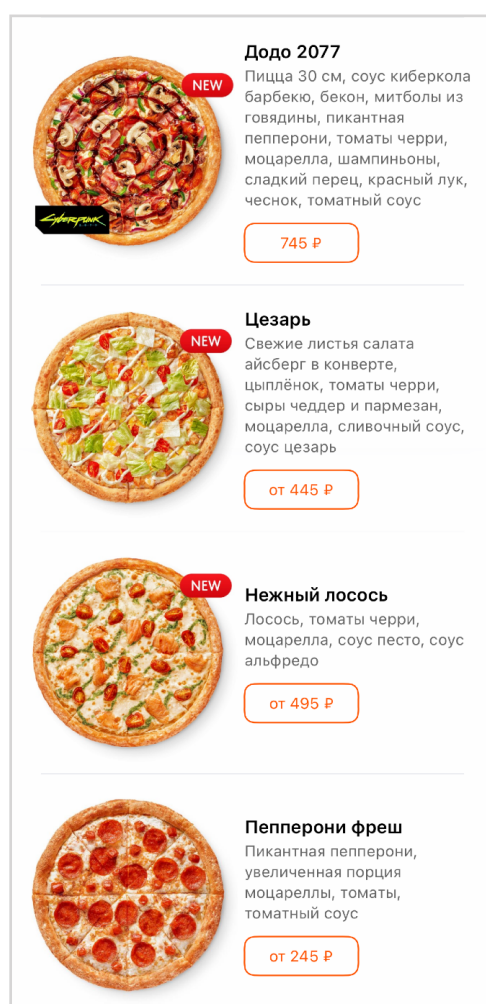 Додо 2077
NEW
Пицца 30 см, соус киберкола
барбекю, бекон, митболы из
говядины, пикантная
пепперони, томаты черри,
моцарелла, шампиньоны,
сладкий перец, красный лук,
чеснок, томатный соус
Cyberpunk
745 ₽
Цезарь
NEW
Свежие листья салата
айсберг в конверте,
цыплёнок, томаты черри,
сыры чеддер и пармезан,
моцарелла, сливочный соус,
соус цезарь
от 445 ₽
NEW
Нежный лосось
Лосось, томаты черри,
моцарелла, соус песто, соус
альфредо
от 495 ₽
Пепперони фреш
Пикантная пепперони,
увеличенная порция
моцареллы, томаты,
томатный соус
от 245 ₽